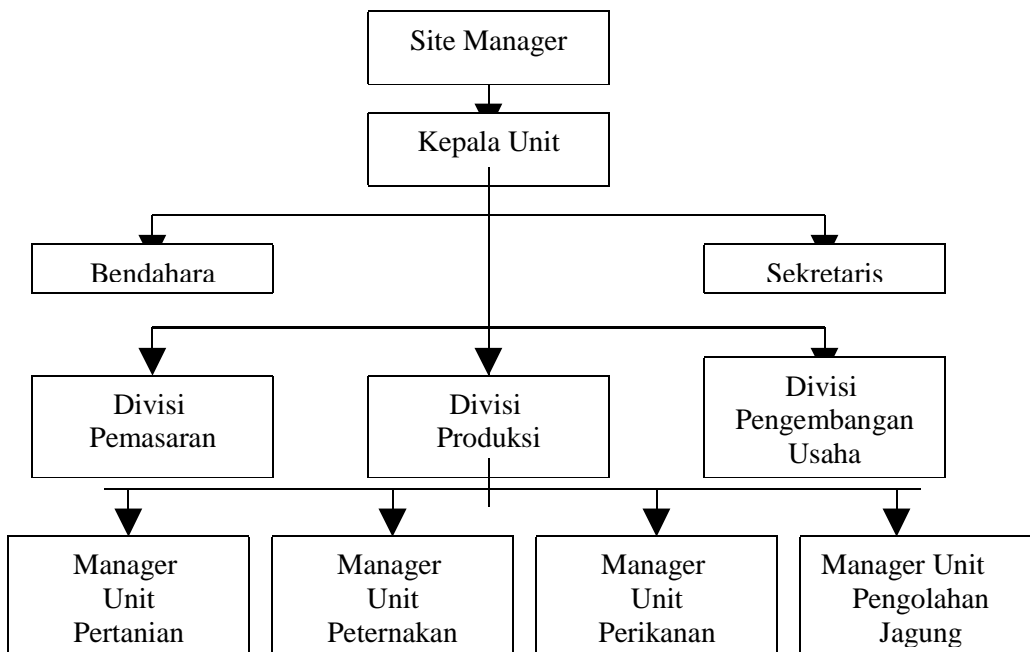 Site Manager
Kepala Unit
Bendahara
Sekretaris
Divisi
Pemasaran
Divisi
Produksi
Divisi
Pengembangan
Usaha
Manager
Unit
Pertanian
Manager
Unit
Peternakan
Manager
Unit
Perikanan
Manager Unit
Pengolahan
Jagung